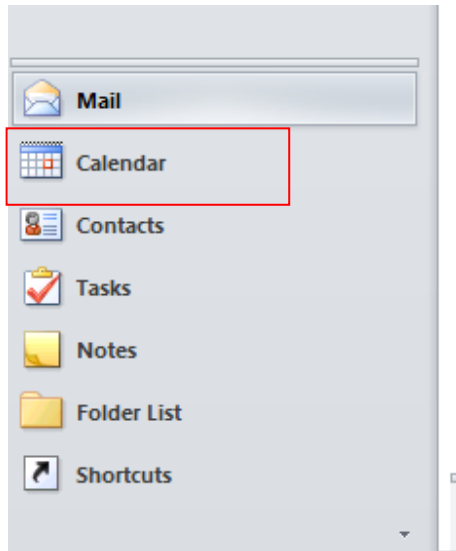 Mail
Calendar
Contacts
Tasks
Notes
Folder List
Shortcuts